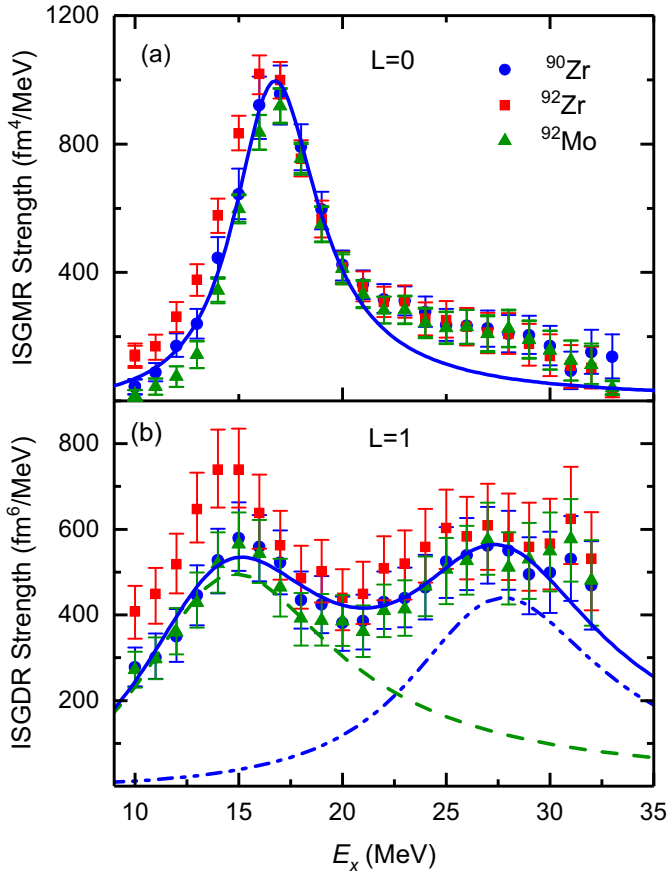 1200
(a)
L=0
⁹⁰Zr
⁹²Zr
⁹²Mo
800
400
ISGMR Strength (fm⁴/MeV)
(b)
L=1
800
600
400
200
ISGDR Strength (fm⁶/MeV)
10 15 20 25 30 35
Eₓ (MeV)